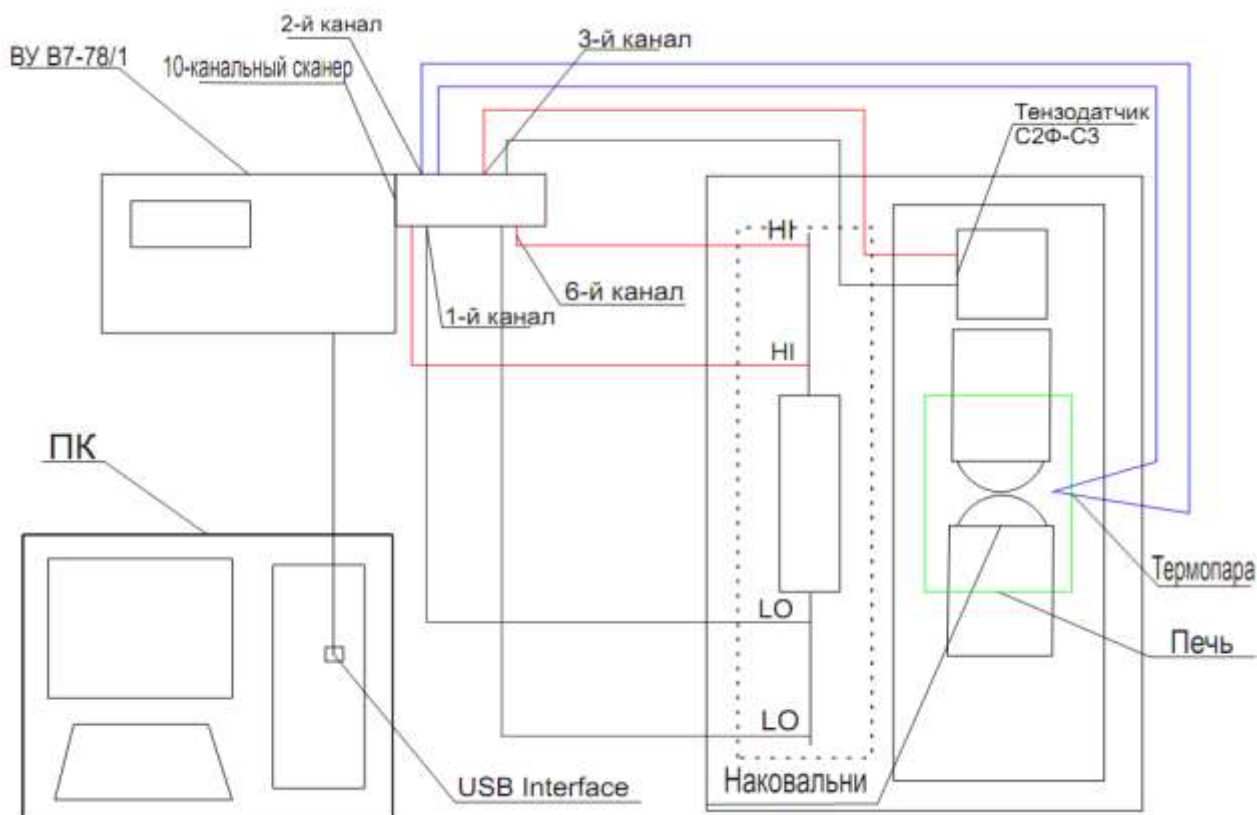 2-й канал
3-й канал
ВУ В7-78/1
10-канальный сканер
Тензодатчик
С2Ф-С3
HI
6-й канал
1-й канал
HI
ПК
Термопара
LO
Печь
LO
Наковальни
USB Interface